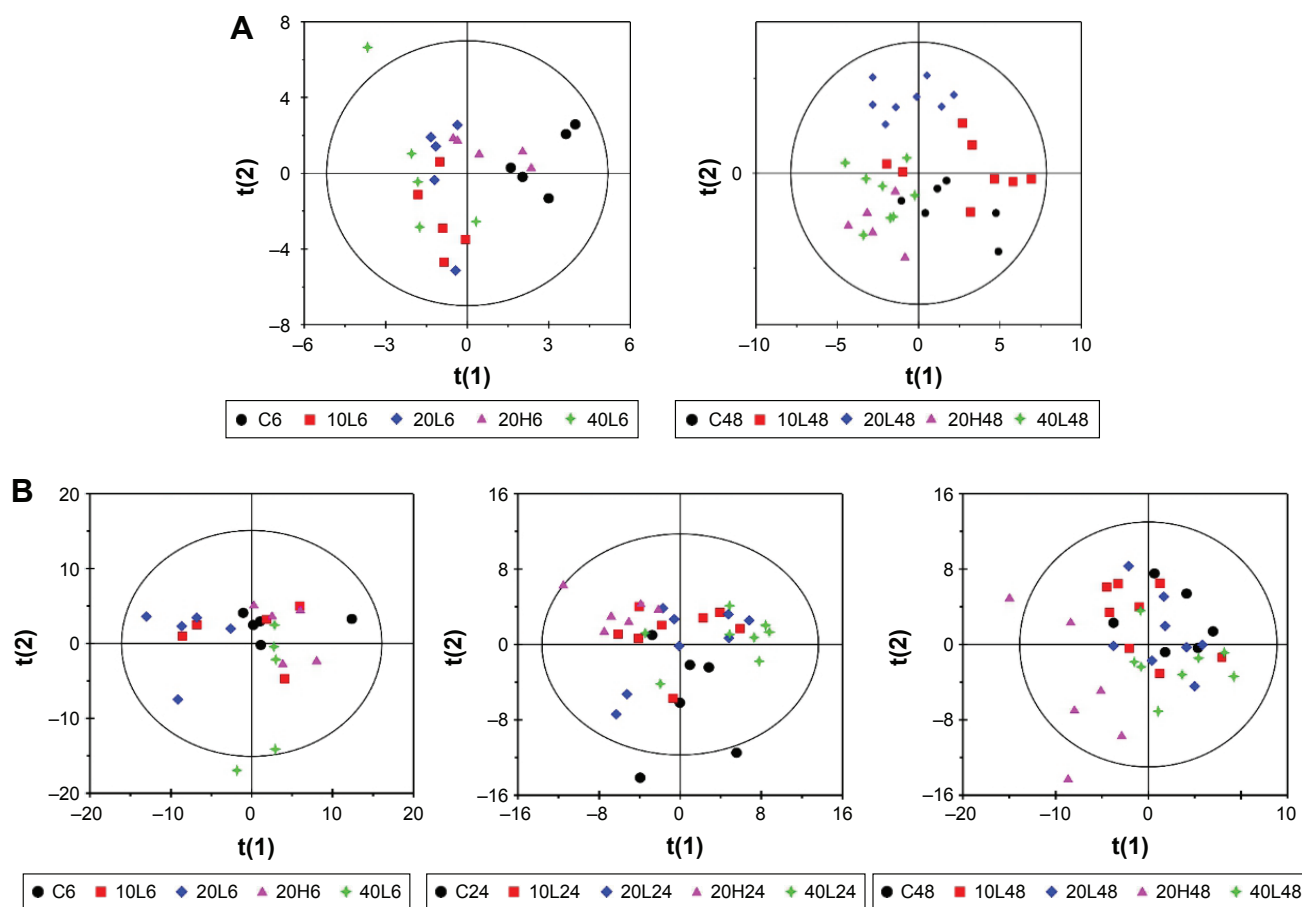 A
8
4
0
–4
–8
t(2)
–6 –3 0 3 6
t(1)
0
t(2)
–10 –5 0 5 10
t(1)
C6 10L6 20L6 20H6 40L6
C48 10L48 20L48 20H48 40L48
B
20
10
0
–10
–20
t(2)
–20 –10 0 10 20
t(1)
16
8
0
–8
–16
t(2)
–16 –8 0 8 16
t(1)
16
8
0
–8
–16
t(2)
–20 –10 0 10
t(1)
C6 10L6 20L6 20H6 40L6
C24 10L24 20L24 20H24 40L24
C48 10L48 20L48 20H48 40L48